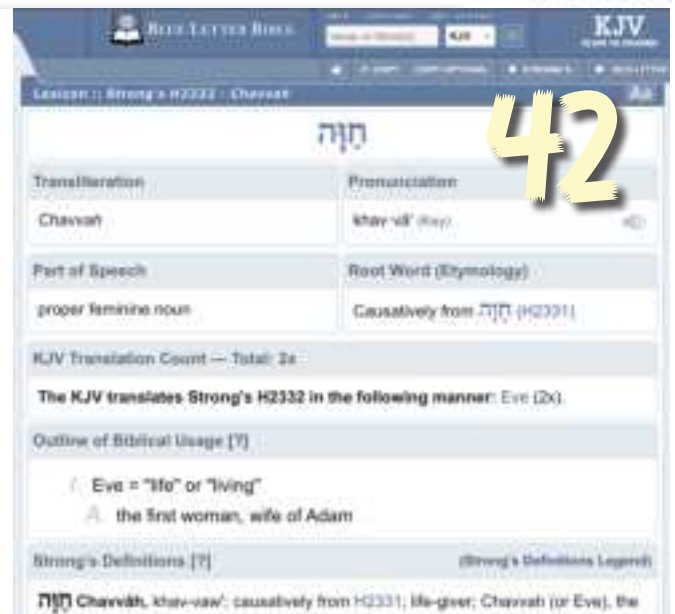 BLUE LETTER BIBLE
KJV
KJV
Lexicon :: Strong's H2332 - Chavvah
Aa
42
חַוָּה
Transliteration
Pronunciation
Chavvah
khav·vä' (Key)
Part of Speech
Root Word (Etymology)
proper feminine noun
Causatively from חָוָה (H2331)
KJV Translation Count — Total: 2x
The KJV translates Strong's H2332 in the following manner: Eve (2x).
Outline of Biblical Usage [?]
I. Eve = "life" or "living"
A. the first woman, wife of Adam
Strong's Definitions [?]
(Strong's Definitions Legend)
חַוָּה Chavvâh, khav-vaw'; causatively from H2331; life-giver; Chavvah (or Eve), the